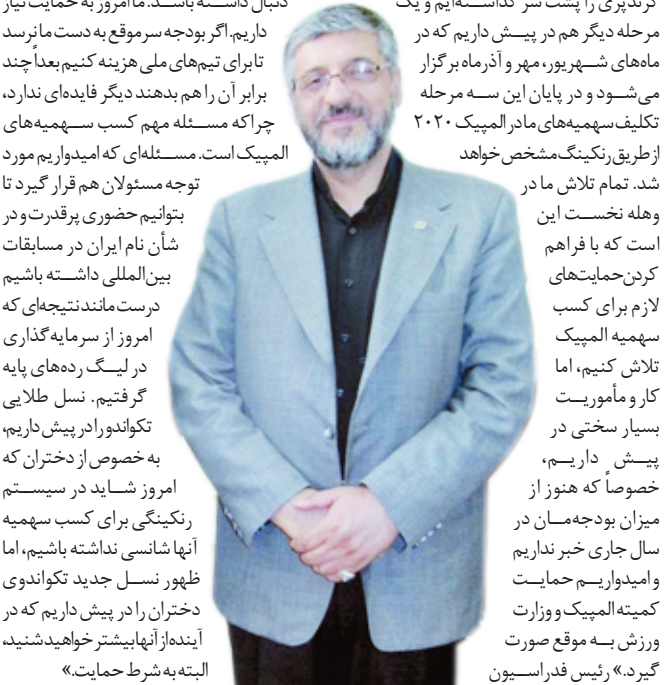 گرندپری را پشت سر گذاشته‌ایم و یک
مرحله دیگر هم در پیش داریم که در
ماه‌های شهریور، مهر و آذرماه برگزار
می‌شود و در پایان این سه مرحله
تکلیف سهمیه‌های ما در المپیک ۲۰۲۰
از طریق رنکینگ مشخص خواهد
شد. تمام تلاش ما در
وهله نخست این
است که با فراهم
کردن حمایت‌های
لازم برای کسب
سهمیه المپیک
تلاش کنیم، اما
کار و مأموریت
بسیار سختی در
پیش داریم،
خصوصاً که هنوز از
میزان بودجه‌مان در
سال جاری خبر نداریم
و امیدواریم حمایت
کمیته المپیک و وزارت
ورزش به موقع صورت
گیرد.» رئیس فدراسیون
دنبال داشته باشد. ما امروز به حمایت نیاز
داریم. اگر بودجه سر موقع به دست ما نرسد
تا برای تیم‌های ملی هزینه کنیم بعداً چند
برابر آن را هم بدهند دیگر فایده‌ای ندارد،
چراکه مسئله مهم کسب سهمیه‌های
المپیک است. مسئله‌ای که امیدواریم مورد
توجه مسئولان هم قرار گیرد تا
بتوانیم حضوری پرقدرت و در
شأن نام ایران در مسابقات
بین‌المللی داشته باشیم
درست مانند نتیجه‌ای که
امروز از سرمایه‌گذاری
در لیگ رده‌های پایه
گرفتیم. نسل طلایی
تکواندو را در پیش داریم،
به خصوص از دختران که
امروز شاید در سیستم
رنکینگی برای کسب سهمیه
آنها شانسی نداشته باشیم، اما
ظهور نسل جدید تکواندوی
دختران را در پیش داریم که در
آینده از آنها بیشتر خواهید شنید،
البته به شرط حمایت.»